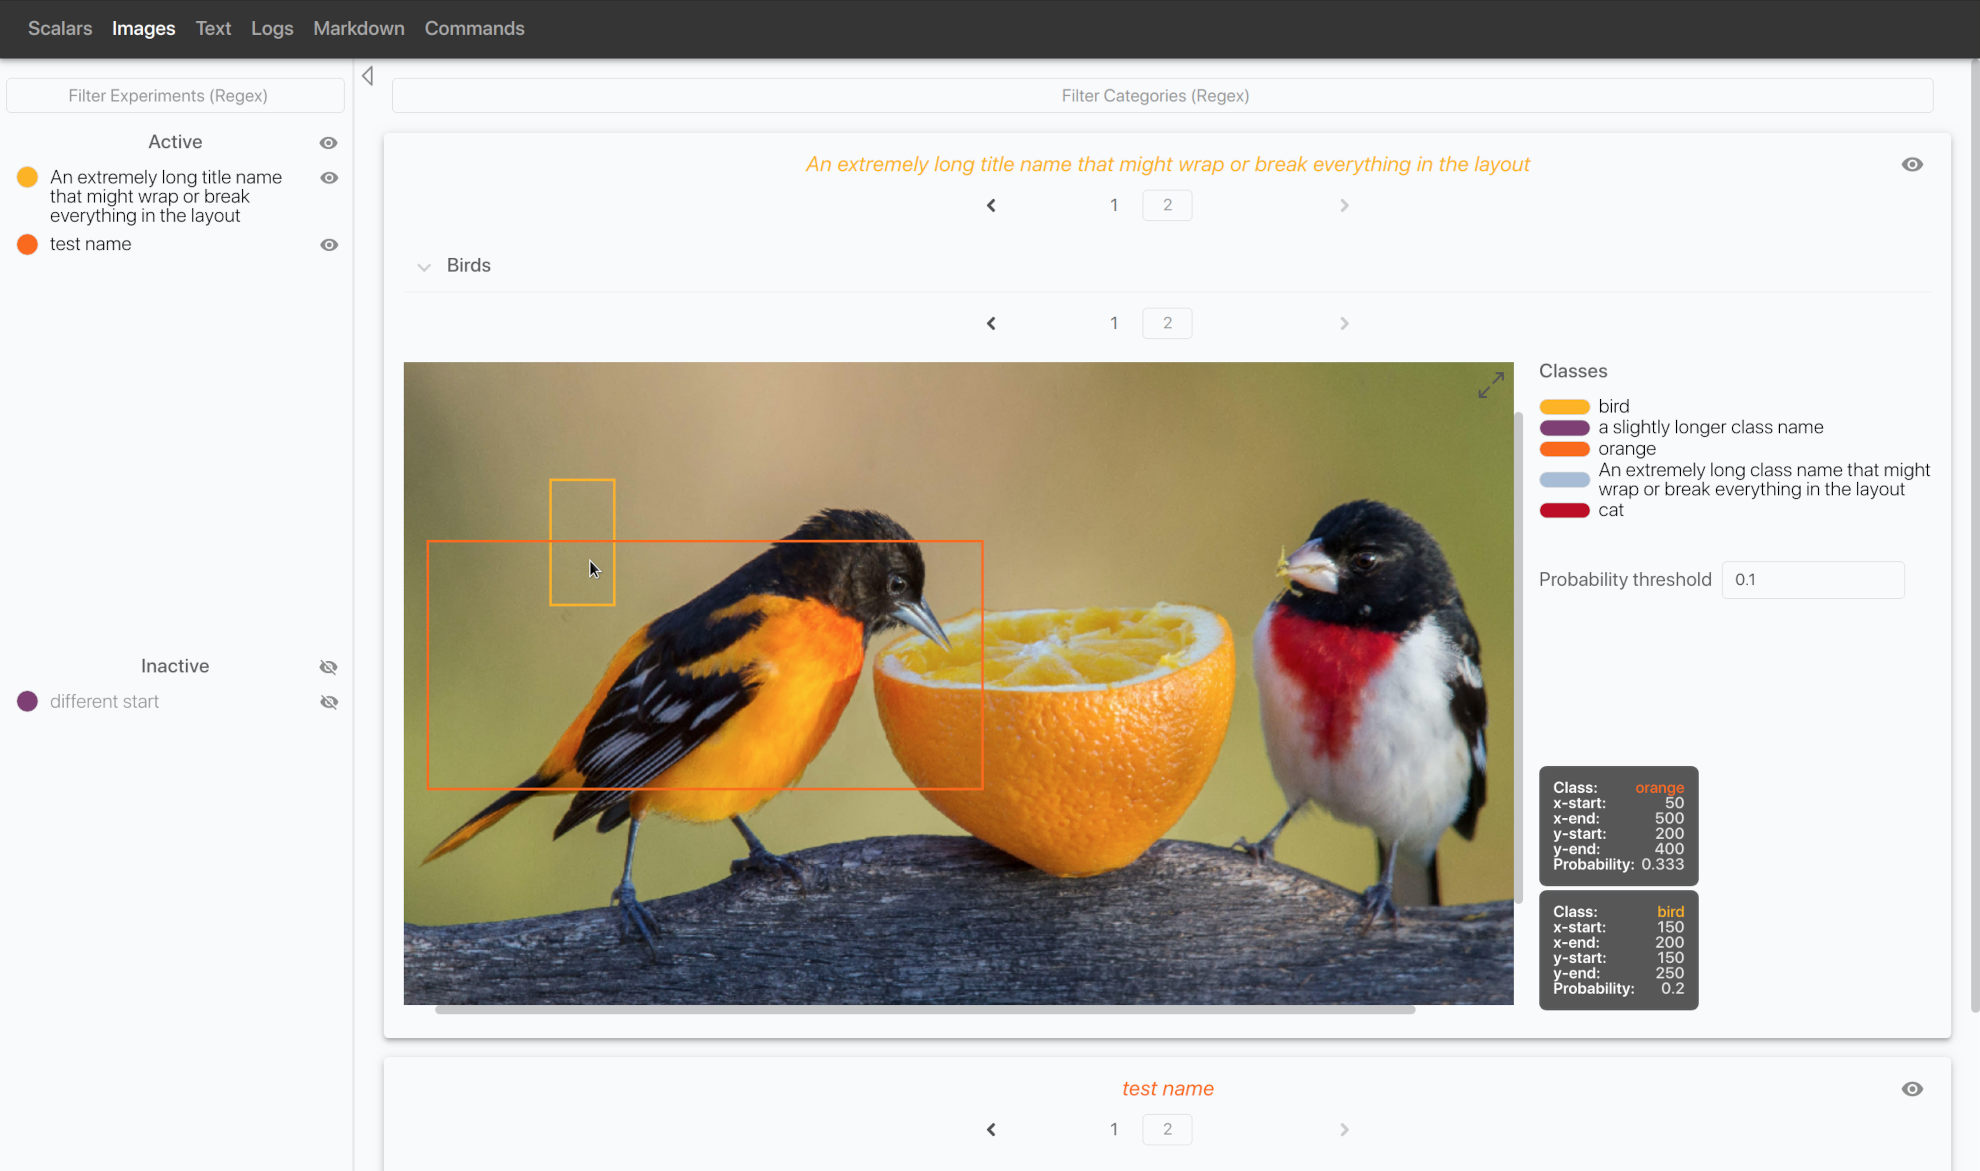 Scalars Images Text Logs Markdown Commands
Filter Experiments (Regex)
Active
An extremely long title name
that might wrap or break
everything in the layout
test name
Inactive
different start
Filter Categories (Regex)
An extremely long title name that might wrap or break everything in the layout
1 2
Birds
1 2
Classes
bird
a slightly longer class name
orange
An extremely long class name that might
wrap or break everything in the layout
cat
Probability threshold 0.1
Class: orange
x-start: 50
x-end: 500
y-start: 200
y-end: 400
Probability: 0.333
Class: bird
x-start: 150
x-end: 200
y-start: 150
y-end: 250
Probability: 0.2
test name
1 2